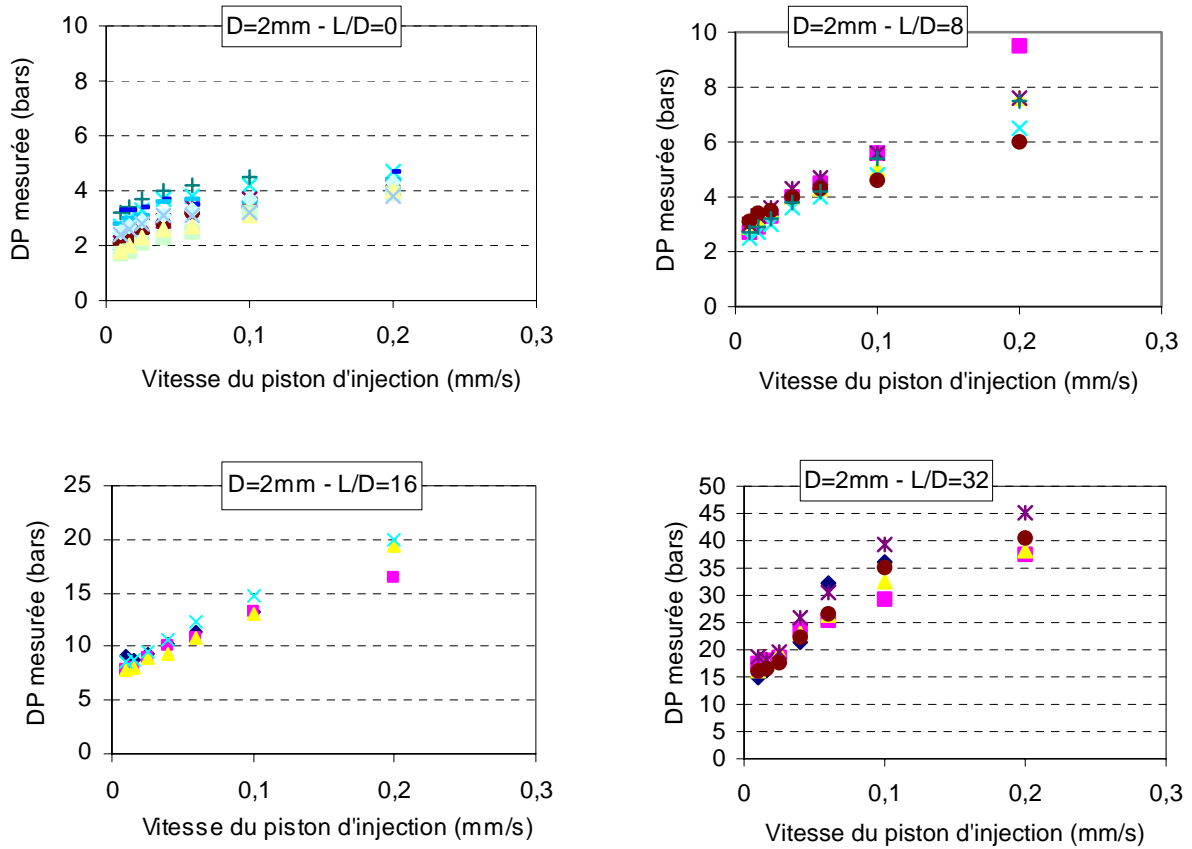 D=2mm - L/D=0
DP mesurée (bars)
10
8
6
4
2
0
0 0,1 0,2 0,3
Vitesse du piston d'injection (mm/s)
D=2mm - L/D=8
DP mesurée (bars)
10
8
6
4
2
0
0 0,1 0,2 0,3
Vitesse du piston d'injection (mm/s)
D=2mm - L/D=16
DP mesurée (bars)
25
20
15
10
5
0
0 0,1 0,2 0,3
Vitesse du piston d'injection (mm/s)
D=2mm - L/D=32
DP mesurée (bars)
50
45
40
35
30
25
20
15
10
5
0
0 0,1 0,2 0,3
Vitesse du piston d'injection (mm/s)